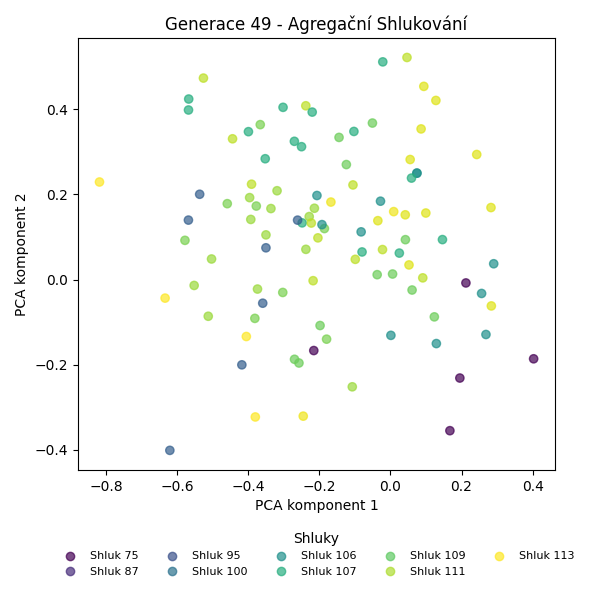 Generace 49 - Agregační Shlukování
PCA komponent 2
0.4
0.2
0.0
−0.2
−0.4
−0.8 −0.6 −0.4 −0.2 0.0 0.2 0.4
PCA komponent 1
Shluky
Shluk 75 Shluk 95 Shluk 106 Shluk 109 Shluk 113
Shluk 87 Shluk 100 Shluk 107 Shluk 111